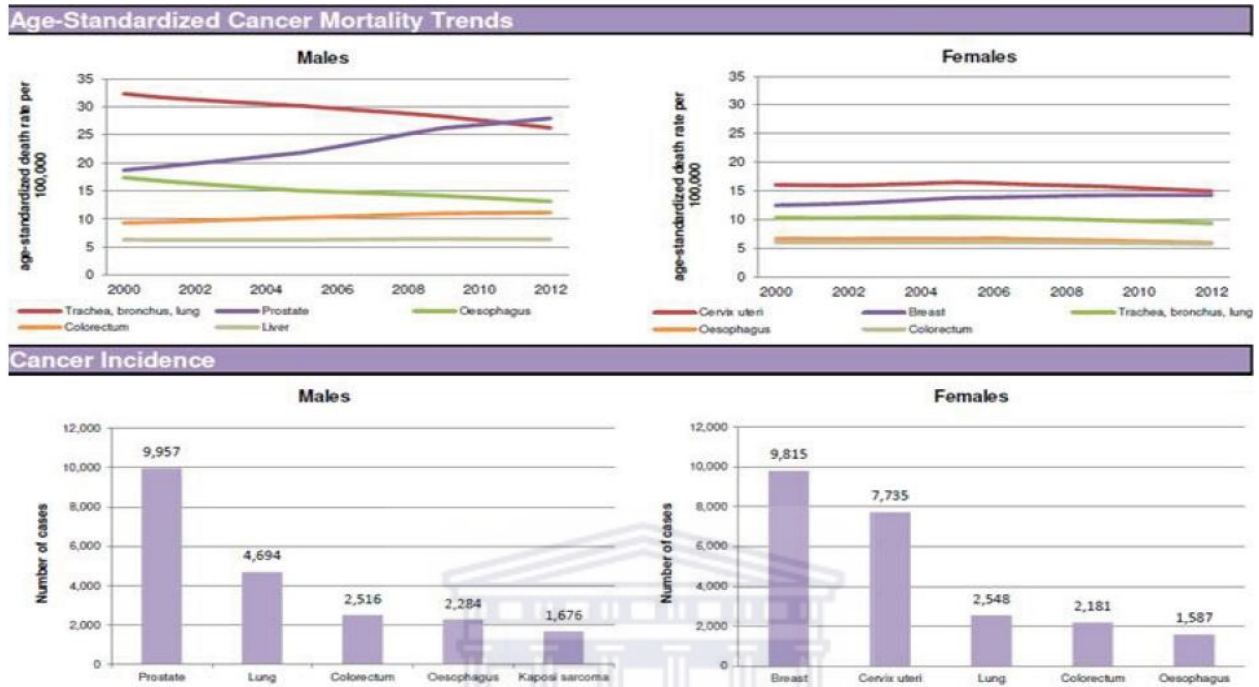 Age-Standardized Cancer Mortality Trends
Males
age-standardized death rate per
100,000
35
30
25
20
15
10
5
0
2000 2002 2004 2006 2008 2010 2012
Trachea, bronchus, lung Prostate Oesophagus
Colorectum Liver
Females
age-standardized death rate per
100,000
35
30
25
20
15
10
5
0
2000 2002 2004 2006 2008 2010 2012
Cervix uteri Breast Trachea, bronchus, lung
Oesophagus Colorectum
Cancer Incidence
Males
Number of cases
12,000
10,000
8,000
6,000
4,000
2,000
0
9,957
4,694
2,516
2,284
1,676
Prostate Lung Colorectum Oesophagus Kaposi sarcoma
Females
Number of cases
12,000
10,000
8,000
6,000
4,000
2,000
0
9,815
7,735
2,548
2,181
1,587
Breast Cervix uteri Lung Colorectum Oesophagus